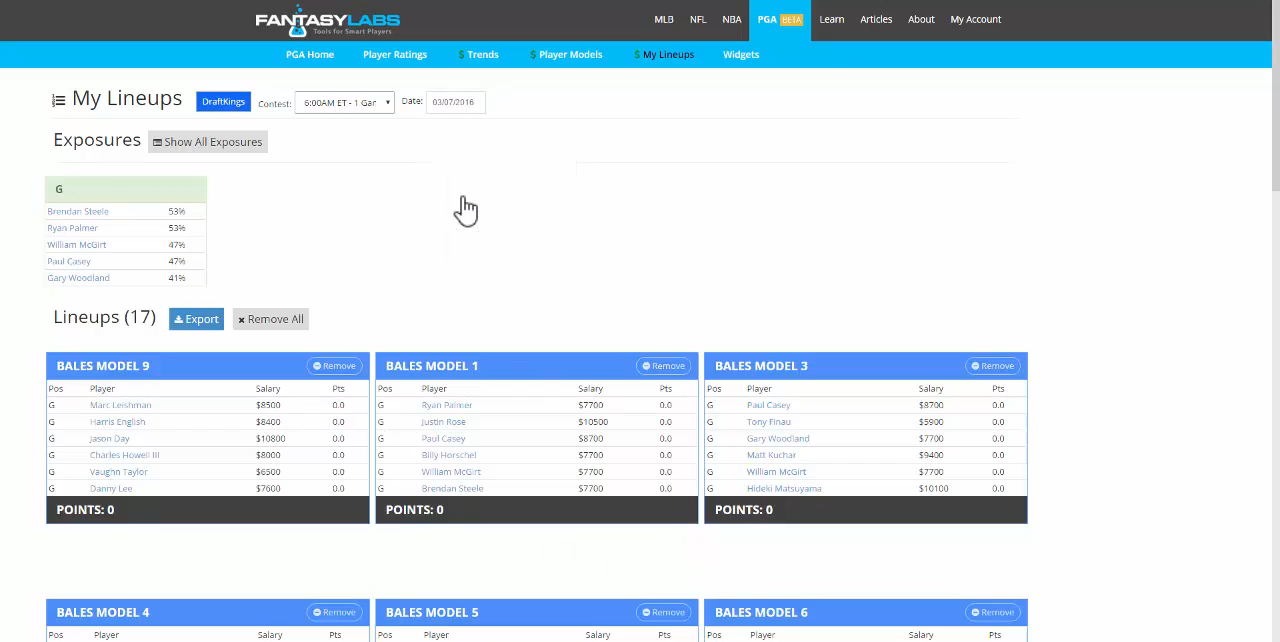 FANTASYLABS
Tools for Smart Players
MLB NFL NBA PGA BETA Learn Articles About My Account
PGA Home Player Ratings $ Trends $ Player Models $ My Lineups Widgets
My Lineups DraftKings Contest: 6:00AM ET - 1 Gar Date: 03/07/2016
Exposures Show All Exposures
G
Brendan Steele 53%
Ryan Palmer 53%
William McGirt 47%
Paul Casey 47%
Gary Woodland 41%
Lineups (17) Export Remove All
BALES MODEL 9 Remove
Pos Player Salary Pts
G Marc Leishman $8500 0.0
G Harris English $8400 0.0
G Jason Day $10800 0.0
G Charles Howell III $8000 0.0
G Vaughn Taylor $6500 0.0
G Danny Lee $7600 0.0
POINTS: 0
BALES MODEL 1 Remove
Pos Player Salary Pts
G Ryan Palmer $7700 0.0
G Justin Rose $10500 0.0
G Paul Casey $8700 0.0
G Billy Horschel $7700 0.0
G William McGirt $7700 0.0
G Brendan Steele $7700 0.0
POINTS: 0
BALES MODEL 3 Remove
Pos Player Salary Pts
G Paul Casey $8700 0.0
G Tony Finau $5900 0.0
G Gary Woodland $7700 0.0
G Matt Kuchar $9400 0.0
G William McGirt $7700 0.0
G Hideki Matsuyama $10100 0.0
POINTS: 0
BALES MODEL 4 Remove
Pos Player Salary Pts
BALES MODEL 5 Remove
Pos Player Salary Pts
BALES MODEL 6 Remove
Pos Player Salary Pts